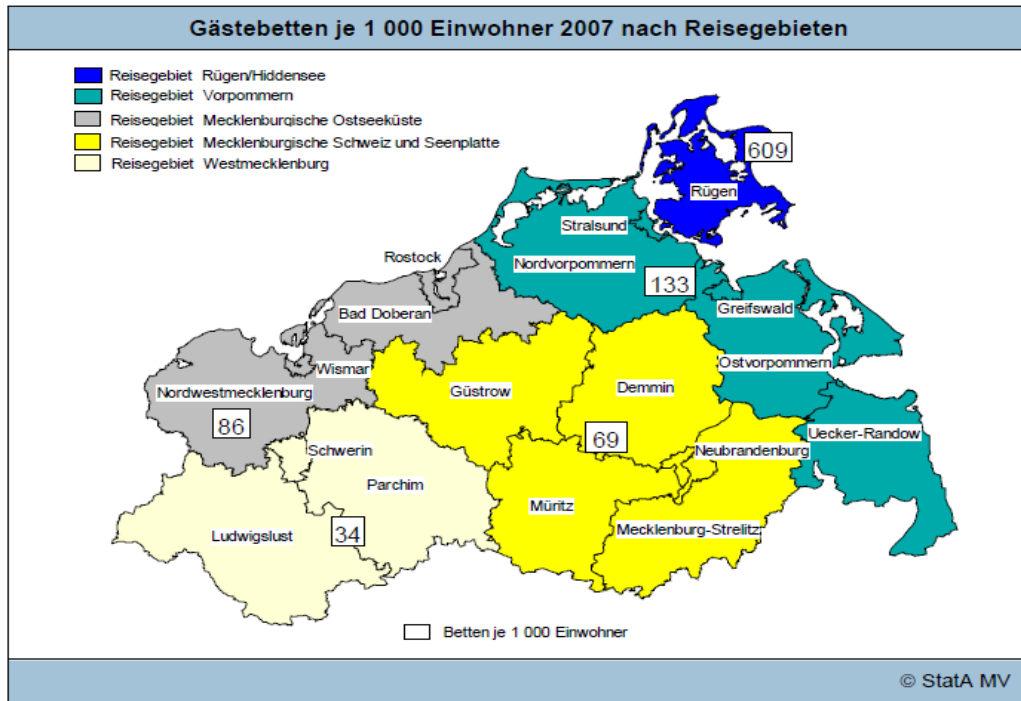 Gästebetten je 1 000 Einwohner 2007 nach Reisegebieten
Reisegebiet Rügen/Hiddensee
Reisegebiet Vorpommern
Reisegebiet Mecklenburgische Ostseeküste
Reisegebiet Mecklenburgische Schweiz und Seenplatte
Reisegebiet Westmecklenburg
609
Rügen
Stralsund
Rostock
Nordvorpommern
133
Greifswald
Bad Doberan
Wismar
Ostvorpommern
Nordwestmecklenburg
Güstrow
Demmin
86
69
Uecker-Randow
Schwerin
Neubrandenburg
Parchim
Müritz
34
Ludwigslust
Mecklenburg-Strelitz
Betten je 1 000 Einwohner
© StatA MV